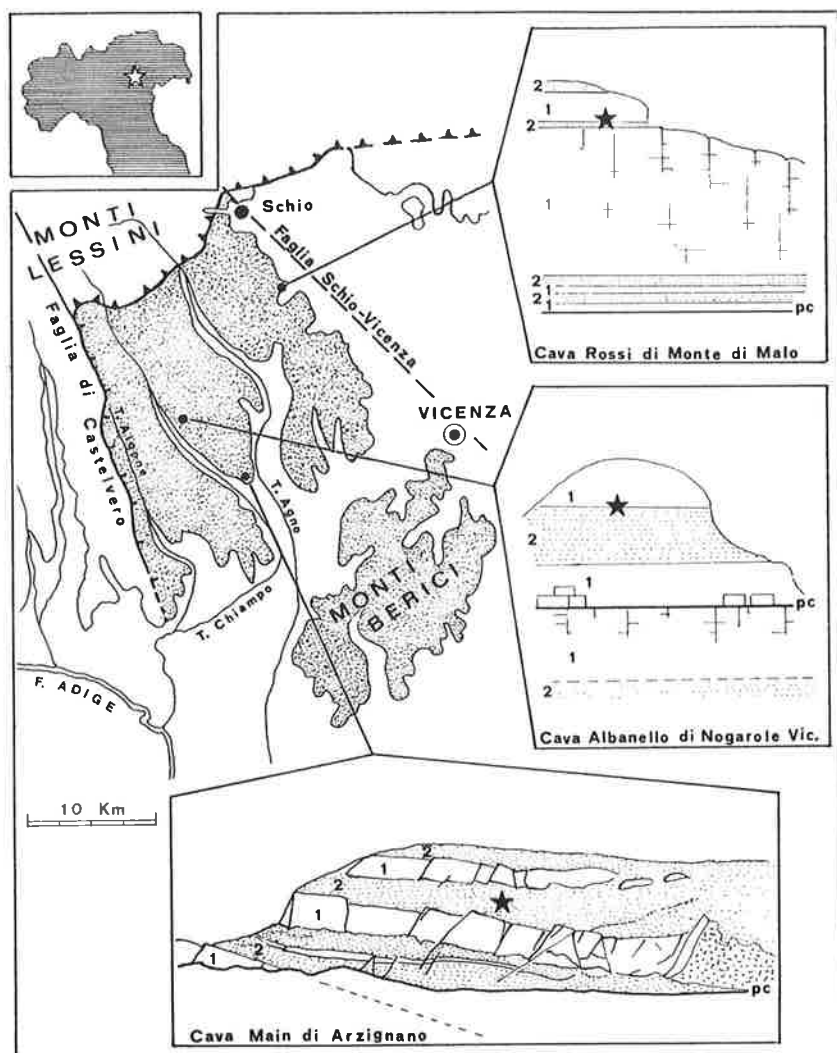 MONTI
LESSINI
Schio
Faglia Schio-Vicenza
Faglia di Castelvero
T. Alpone
VICENZA
T. Agno
T. Chiampo
MONTI
BERICI
F. ADIGE
10 Km
2
1
2
1
2
1
2
1
pc
Cava Rossi di Monte di Malo
1
2
1
pc
1
2
Cava Albanello di Nogarole Vic.
2
1
2
1
2
1
pc
Cava Main di Arzignano